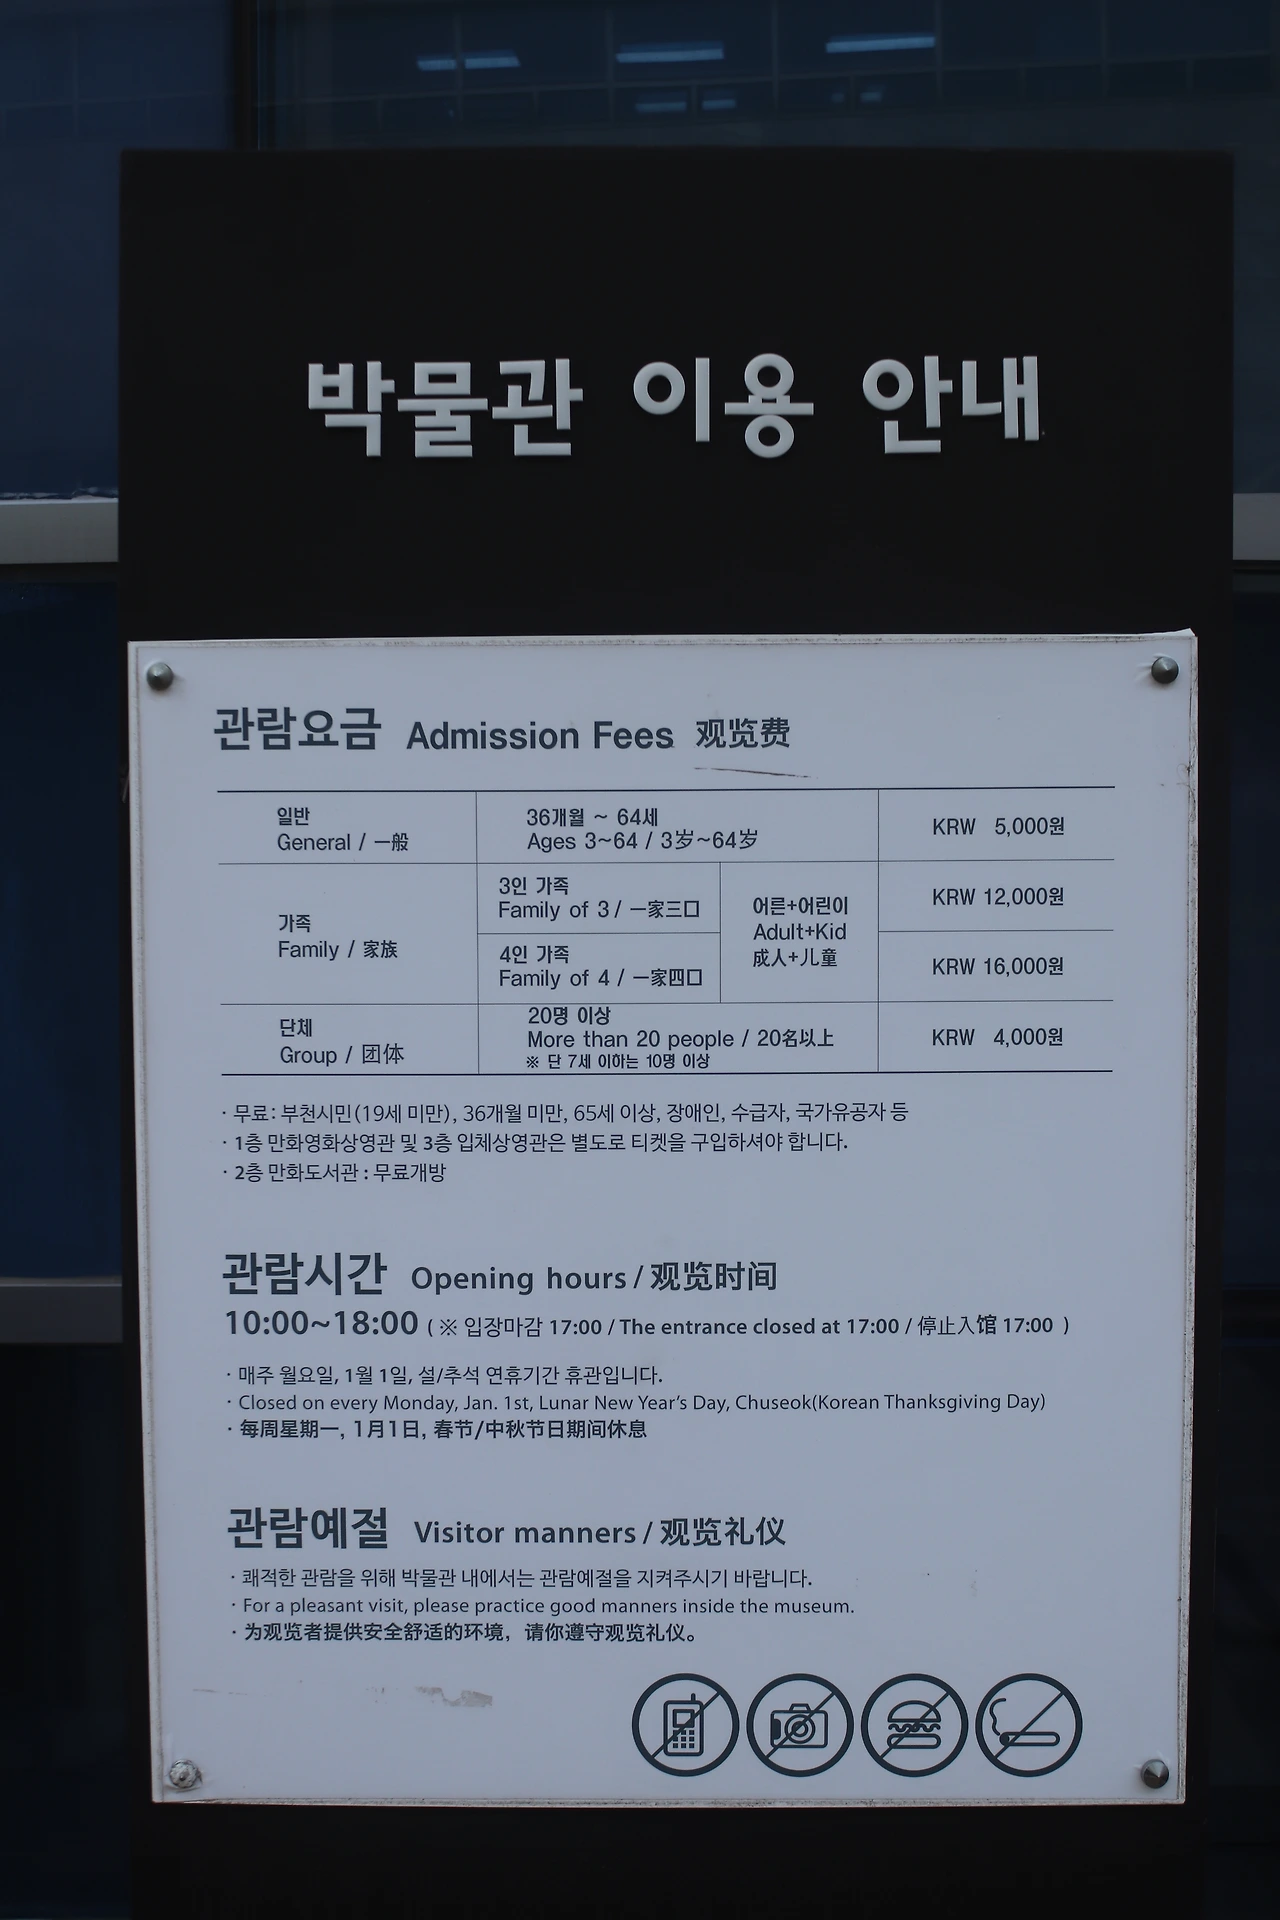 박물관 이용 안내
관람요금 Admission Fees 观览费
일반
General / 一般
36개월 ~ 64세
Ages 3~64 / 3岁~64岁
KRW 5,000원
가족
Family / 家族
3인 가족
Family of 3 / 一家三口
4인 가족
Family of 4 / 一家四口
어른+어린이
Adult+Kid
成人+儿童
KRW 12,000원
KRW 16,000원
단체
Group / 团体
20명 이상
More than 20 people / 20名以上
※ 단 7세 이하는 10명 이상
KRW 4,000원
· 무료 : 부천시민(19세 미만), 36개월 미만, 65세 이상, 장애인, 수급자, 국가유공자 등
· 1층 만화영화상영관 및 3층 입체상영관은 별도로 티켓을 구입하셔야 합니다.
· 2층 만화도서관 : 무료개방
관람시간 Opening hours / 观览时间
10:00~18:00 ( ※ 입장마감 17:00 / The entrance closed at 17:00 / 停止入馆 17:00 )
· 매주 월요일, 1월 1일, 설/추석 연휴기간 휴관입니다.
· Closed on every Monday, Jan. 1st, Lunar New Year's Day, Chuseok(Korean Thanksgiving Day)
· 每周星期一, 1月1日, 春节/中秋节日期间休息
관람예절 Visitor manners / 观览礼仪
· 쾌적한 관람을 위해 박물관 내에서는 관람예절을 지켜주시기 바랍니다.
· For a pleasant visit, please practice good manners inside the museum.
· 为观览者提供安全舒适的环境，请你遵守观览礼仪。